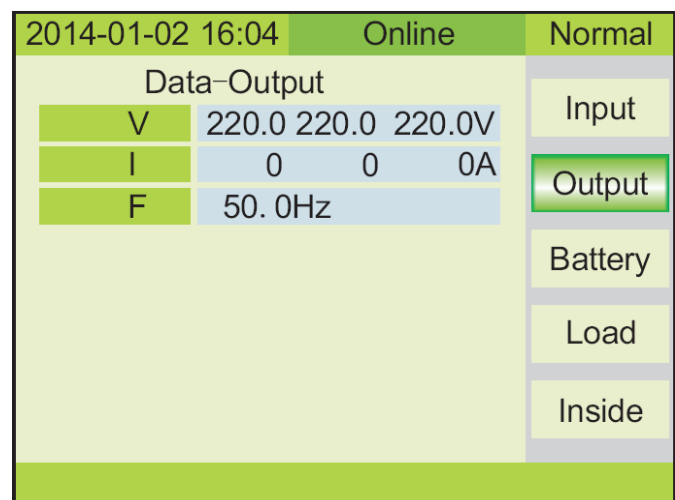 2014-01-02 16:04 Online Normal
Data-Output
V 220.0 220.0 220.0V
I 0 0 0A
F 50. 0Hz
Input
Output
Battery
Load
Inside